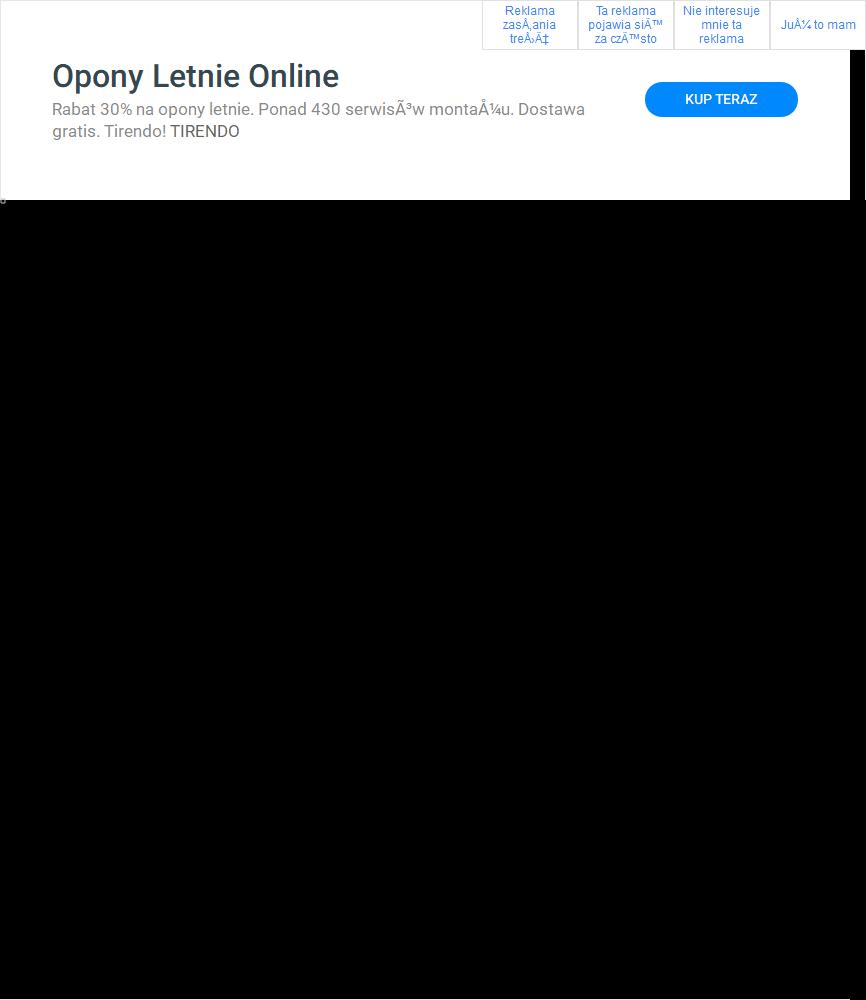 Reklama
zasÅ‚ania
treÅ›Ä‡
Ta reklama
pojawia siÄ™
za czÄ™sto
Nie interesuje
mnie ta
reklama
JuÅ¼ to mam
Opony Letnie Online
Rabat 30% na opony letnie. Ponad 430 serwisÃ³w montaÅ¼u. Dostawa
gratis. Tirendo! TIRENDO
KUP TERAZ